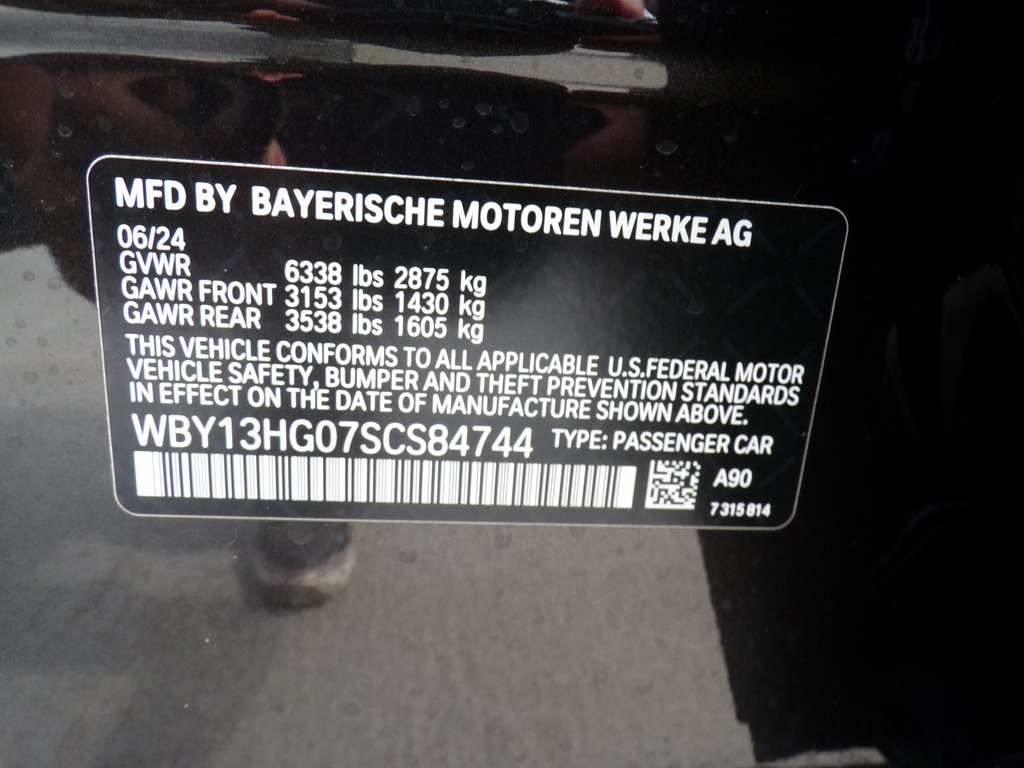 MFD BY BAYERISCHE MOTOREN WERKE AG
06/24
GVWR 6338 lbs 2875 kg
GAWR FRONT 3153 lbs 1430 kg
GAWR REAR 3538 lbs 1605 kg
THIS VEHICLE CONFORMS TO ALL APPLICABLE U.S.FEDERAL MOTOR
VEHICLE SAFETY, BUMPER AND THEFT PREVENTION STANDARDS
IN EFFECT ON THE DATE OF MANUFACTURE SHOWN ABOVE.
WBY13HG07SCS84744 TYPE: PASSENGER CAR
A90
7 315 814